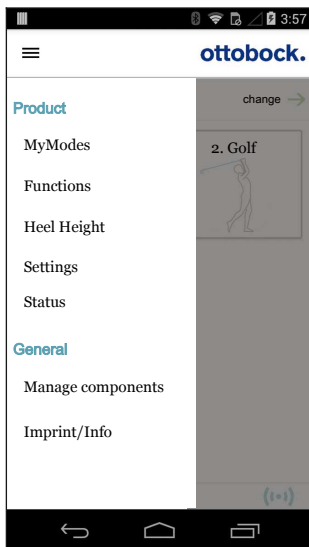 3:57
ottobock.
change
Product
MyModes
2. Golf
Functions
Heel Height
Settings
Status
General
Manage components
Imprint/Info